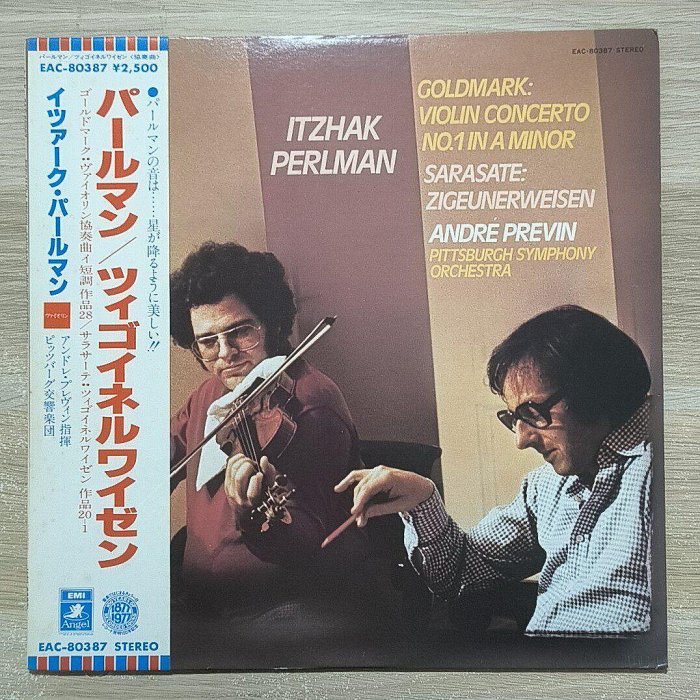 パールマン/ツィゴイネルワイゼン〈協奏曲〉
EAC-80387 ¥2,500
●パールマンの音は……星が降るように美しい!!
パールマン/ツィゴイネルワイゼン
ゴールドマーク:ヴァイオリン協奏曲イ短調 作品28/サラサーテ:ツィゴイネルワイゼン 作品20-1
イツァーク・パールマン
ヴァイオリン
アンドレ・プレヴィン指揮
ピッツバーグ交響楽団
EMI
Angel
1877
1977
EAC-80387 STEREO
EAC-80387 STEREO
ITZHAK
PERLMAN
GOLDMARK:
VIOLIN CONCERTO
NO.1 IN A MINOR
SARASATE:
ZIGEUNERWEISEN
ANDRÉ PREVIN
PITTSBURGH SYMPHONY
ORCHESTRA